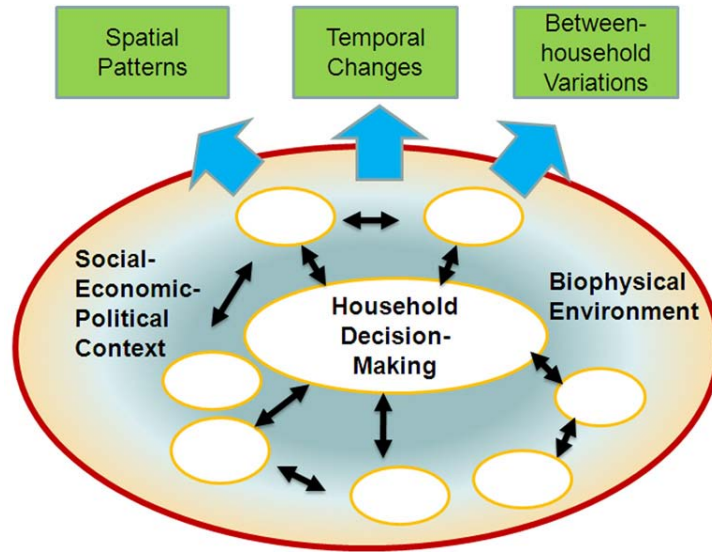 Spatial
Patterns
Temporal
Changes
Between-
household
Variations
Social-
Economic-
Political
Context
Household
Decision-
Making
Biophysical
Environment